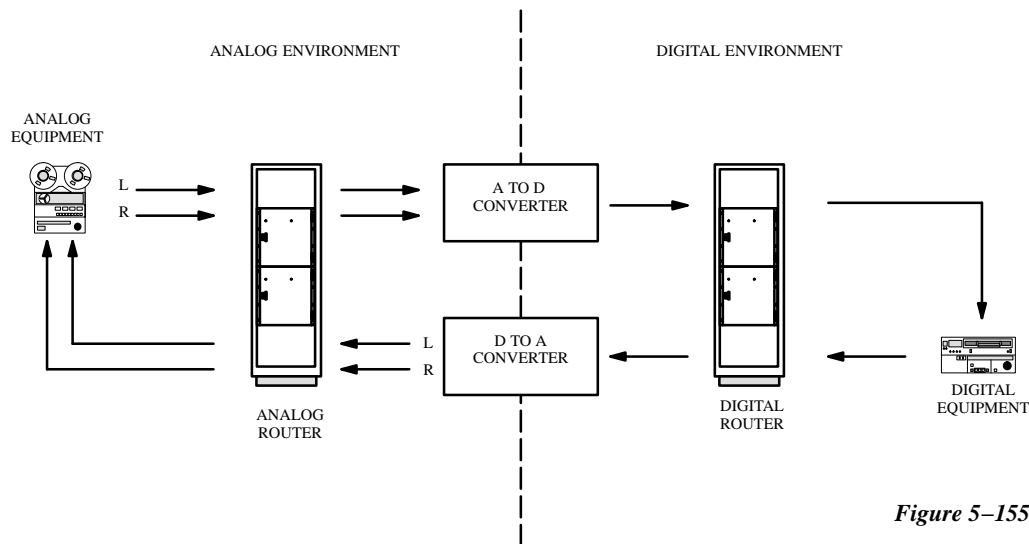 ANALOG ENVIRONMENT
DIGITAL ENVIRONMENT
ANALOG
EQUIPMENT
L
R
A TO D
CONVERTER
D TO A
CONVERTER
L
R
ANALOG
ROUTER
DIGITAL
ROUTER
DIGITAL
EQUIPMENT
Figure 5–155